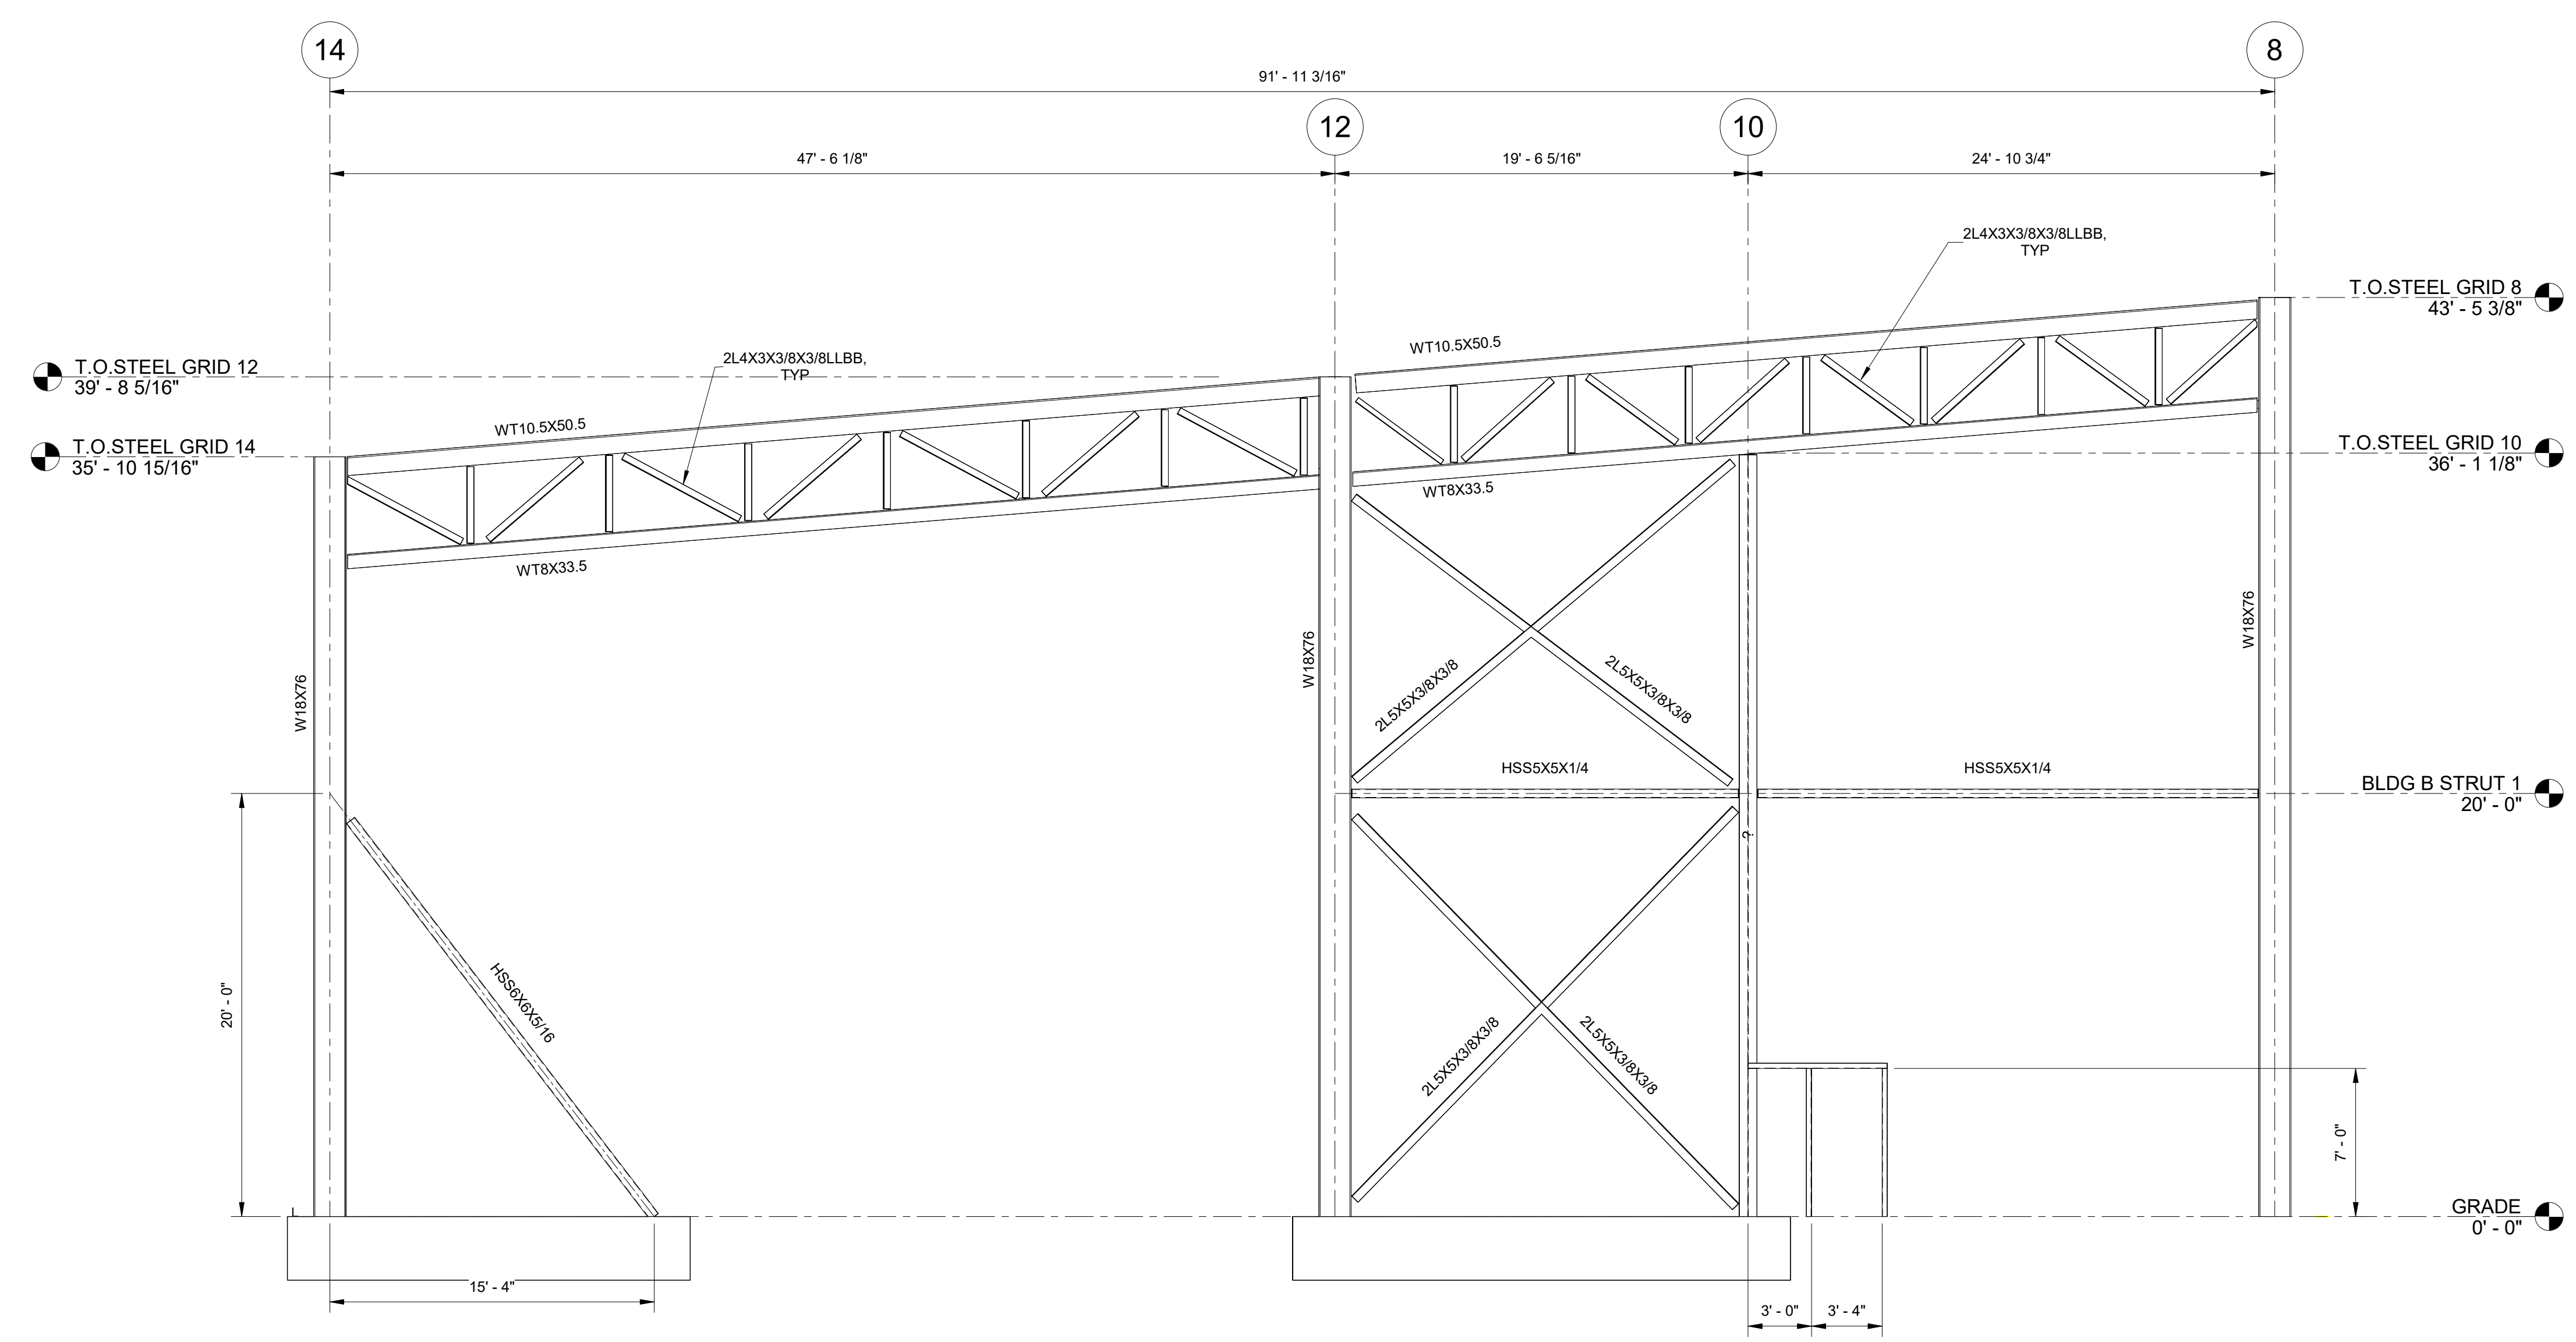 14
8
91' - 11 3/16"
12
10
47' - 6 1/8"
19' - 6 5/16"
24' - 10 3/4"
2L4X3X3/8X3/8LLBB,
TYP
T.O.STEEL GRID 8
43' - 5 3/8"
WT10.5X50.5
2L4X3X3/8X3/8LLBB,
TYP
T.O.STEEL GRID 12
39' - 8 5/16"
WT10.5X50.5
T.O.STEEL GRID 14
35' - 10 15/16"
T.O.STEEL GRID 10
36' - 1 1/8"
WT8X33.5
WT8X33.5
W18X76
W18X76
W18X76
2L5X5X3/8X3/8
2L5X5X3/8X3/8
HSS5X5X1/4
HSS5X5X1/4
BLDG B STRUT 1
20' - 0"
?
20' - 0"
HSS6X6X5/16
2L5X5X3/8X3/8
2L5X5X3/8X3/8
7' - 0"
GRADE
0' - 0"
15' - 4"
3' - 0"
3' - 4"